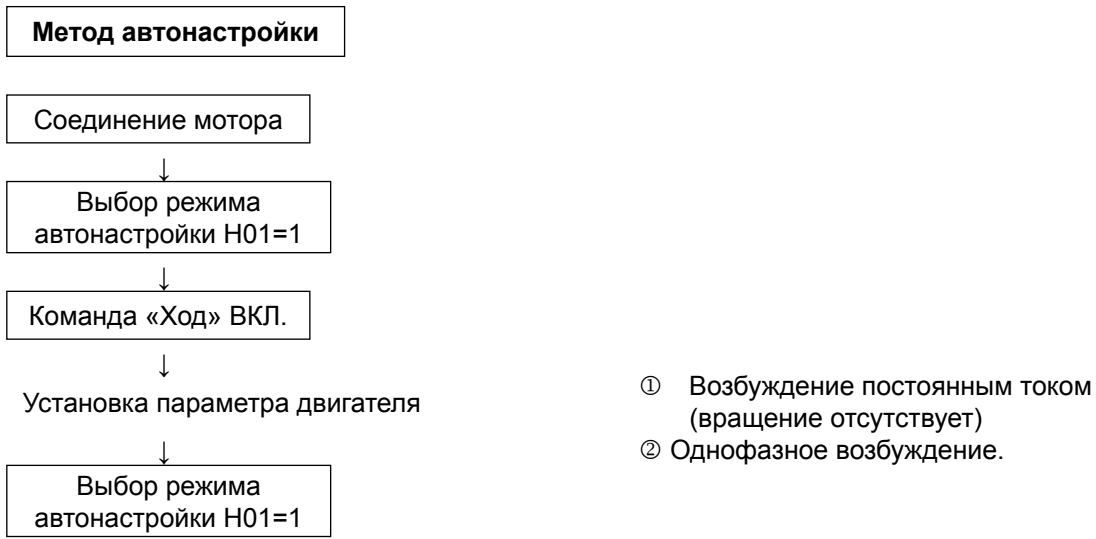 Метод автонастройки
Соединение мотора
↓
Выбор режима
автонастройки H01=1
↓
Команда «Ход» ВКЛ.
↓
Установка параметра двигателя
↓
Выбор режима
автонастройки H01=1
① Возбуждение постоянным током
(вращение отсутствует)
② Однофазное возбуждение.